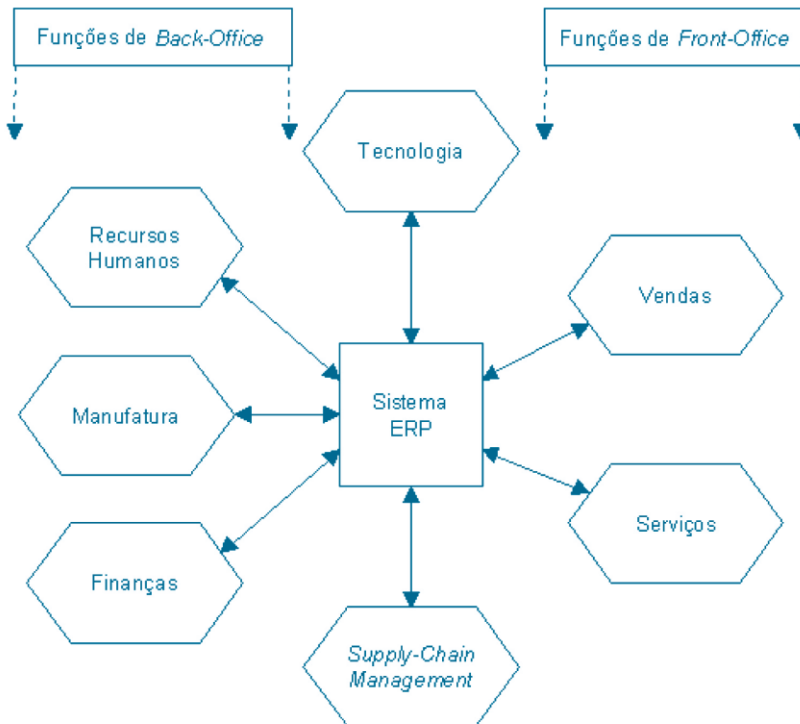 Funções de Back-Office
Funções de Front-Office
Tecnologia
Recursos
Humanos
Vendas
Manufatura
Sistema
ERP
Serviços
Finanças
Supply-Chain
Management